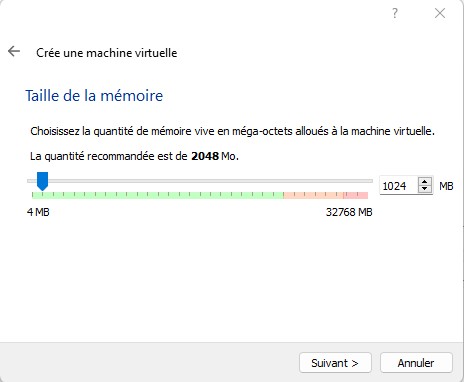 ?
Crée une machine virtuelle
Taille de la mémoire
Choisissez la quantité de mémoire vive en méga-octets alloués à la machine virtuelle.
La quantité recommandée est de 2048 Mo.
1024 MB
4 MB 32768 MB
Suivant > Annuler